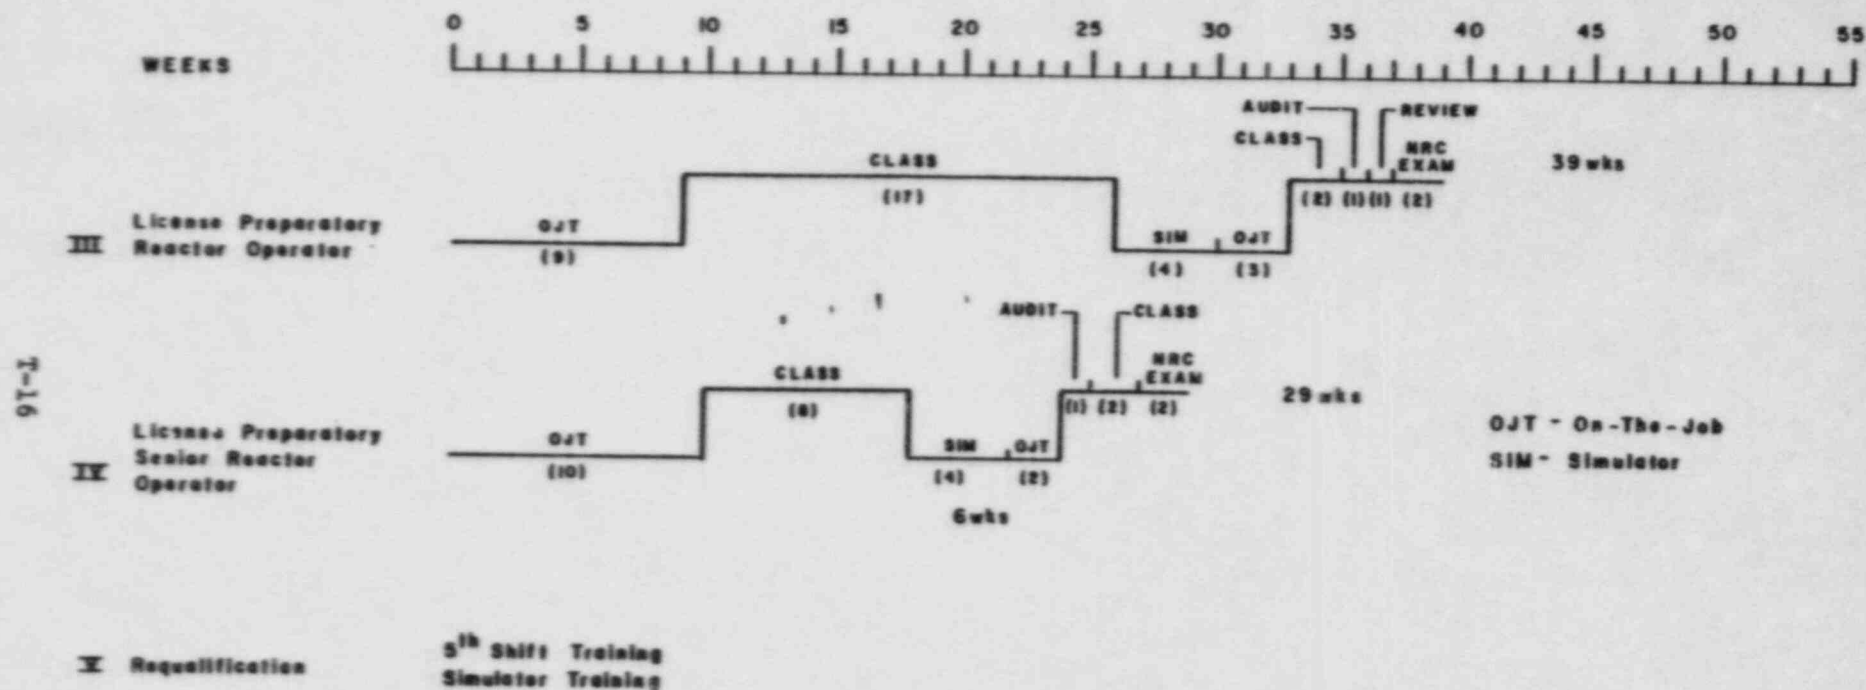 0 5 10 15 20 25 30 35 40 45 50 55
WEEKS
AUDIT REVIEW
CLASS NRC
CLASS EXAM 39 wks
(17) (2) (1) (1) (2)
License Preparatory OJT SIM OJT
III Reactor Operator (9) (4) (3)
AUDIT CLASS
NRC
CLASS EXAM
(8) (1) (2) (2) 29 wks
OJT - On-The-Job
License Preparatory OJT SIM OJT
Senior Reactor SIM - Simulator
IV Operator (10) (4) (2)
6 wks
T-16
5th Shift Training
V Requalification
Simulator Training